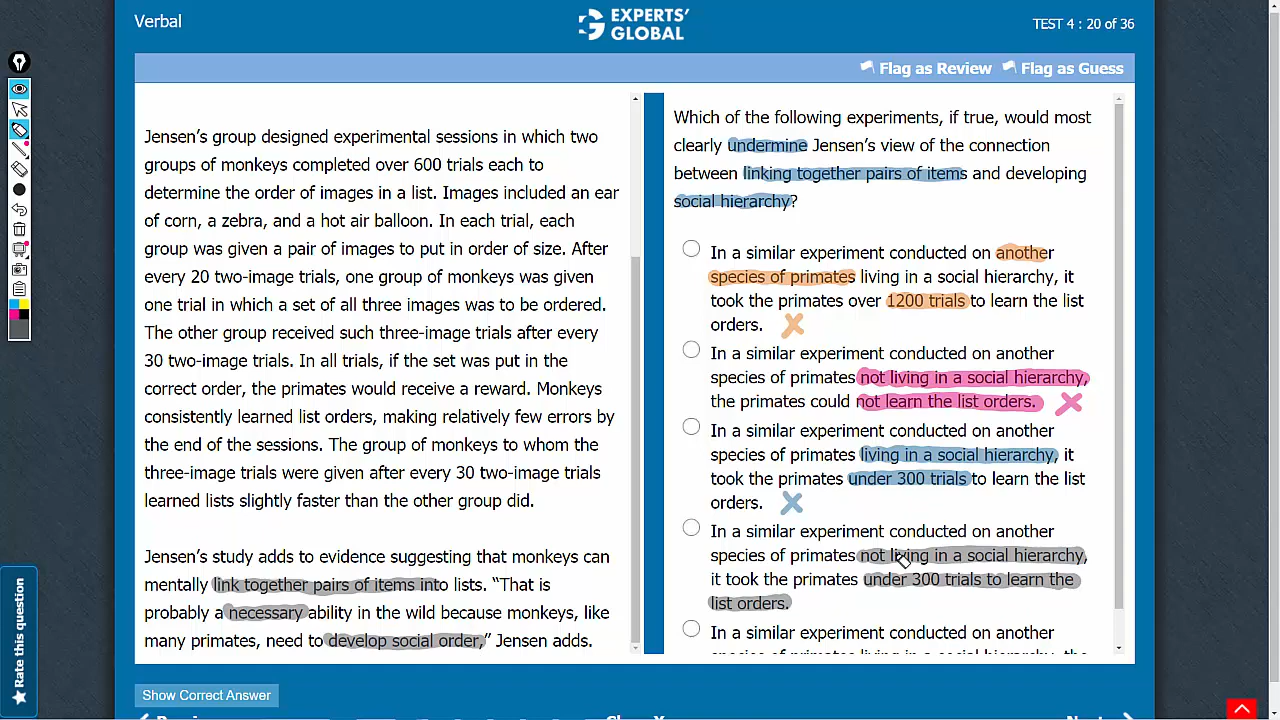 Verbal
EXPERTS’
GLOBAL
TEST 4 : 20 of 36
Flag as Review
Flag as Guess
Jensen’s group designed experimental sessions in which two
groups of monkeys completed over 600 trials each to
determine the order of images in a list. Images included an ear
of corn, a zebra, and a hot air balloon. In each trial, each
group was given a pair of images to put in order of size. After
every 20 two-image trials, one group of monkeys was given
one trial in which a set of all three images was to be ordered.
The other group received such three-image trials after every
30 two-image trials. In all trials, if the set was put in the
correct order, the primates would receive a reward. Monkeys
consistently learned list orders, making relatively few errors by
the end of the sessions. The group of monkeys to whom the
three-image trials were given after every 30 two-image trials
learned lists slightly faster than the other group did.
Jensen’s study adds to evidence suggesting that monkeys can
mentally link together pairs of items into lists. “That is
probably a necessary ability in the wild because monkeys, like
many primates, need to develop social order,” Jensen adds.
Which of the following experiments, if true, would most
clearly undermine Jensen’s view of the connection
between linking together pairs of items and developing
social hierarchy?
In a similar experiment conducted on another
species of primates living in a social hierarchy, it
took the primates over 1200 trials to learn the list
orders.
In a similar experiment conducted on another
species of primates not living in a social hierarchy,
the primates could not learn the list orders.
In a similar experiment conducted on another
species of primates living in a social hierarchy, it
took the primates under 300 trials to learn the list
orders.
In a similar experiment conducted on another
species of primates not living in a social hierarchy,
it took the primates under 300 trials to learn the
list orders.
In a similar experiment conducted on another
species of primates living in a social hierarchy, the
Rate this question
Show Correct Answer